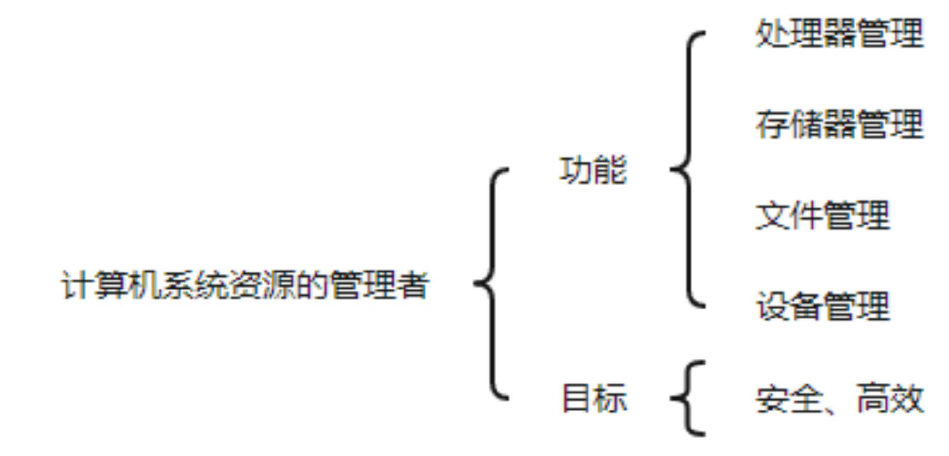 计算机系统资源的管理者
功能
处理器管理
存储器管理
文件管理
设备管理
目标
安全、高效